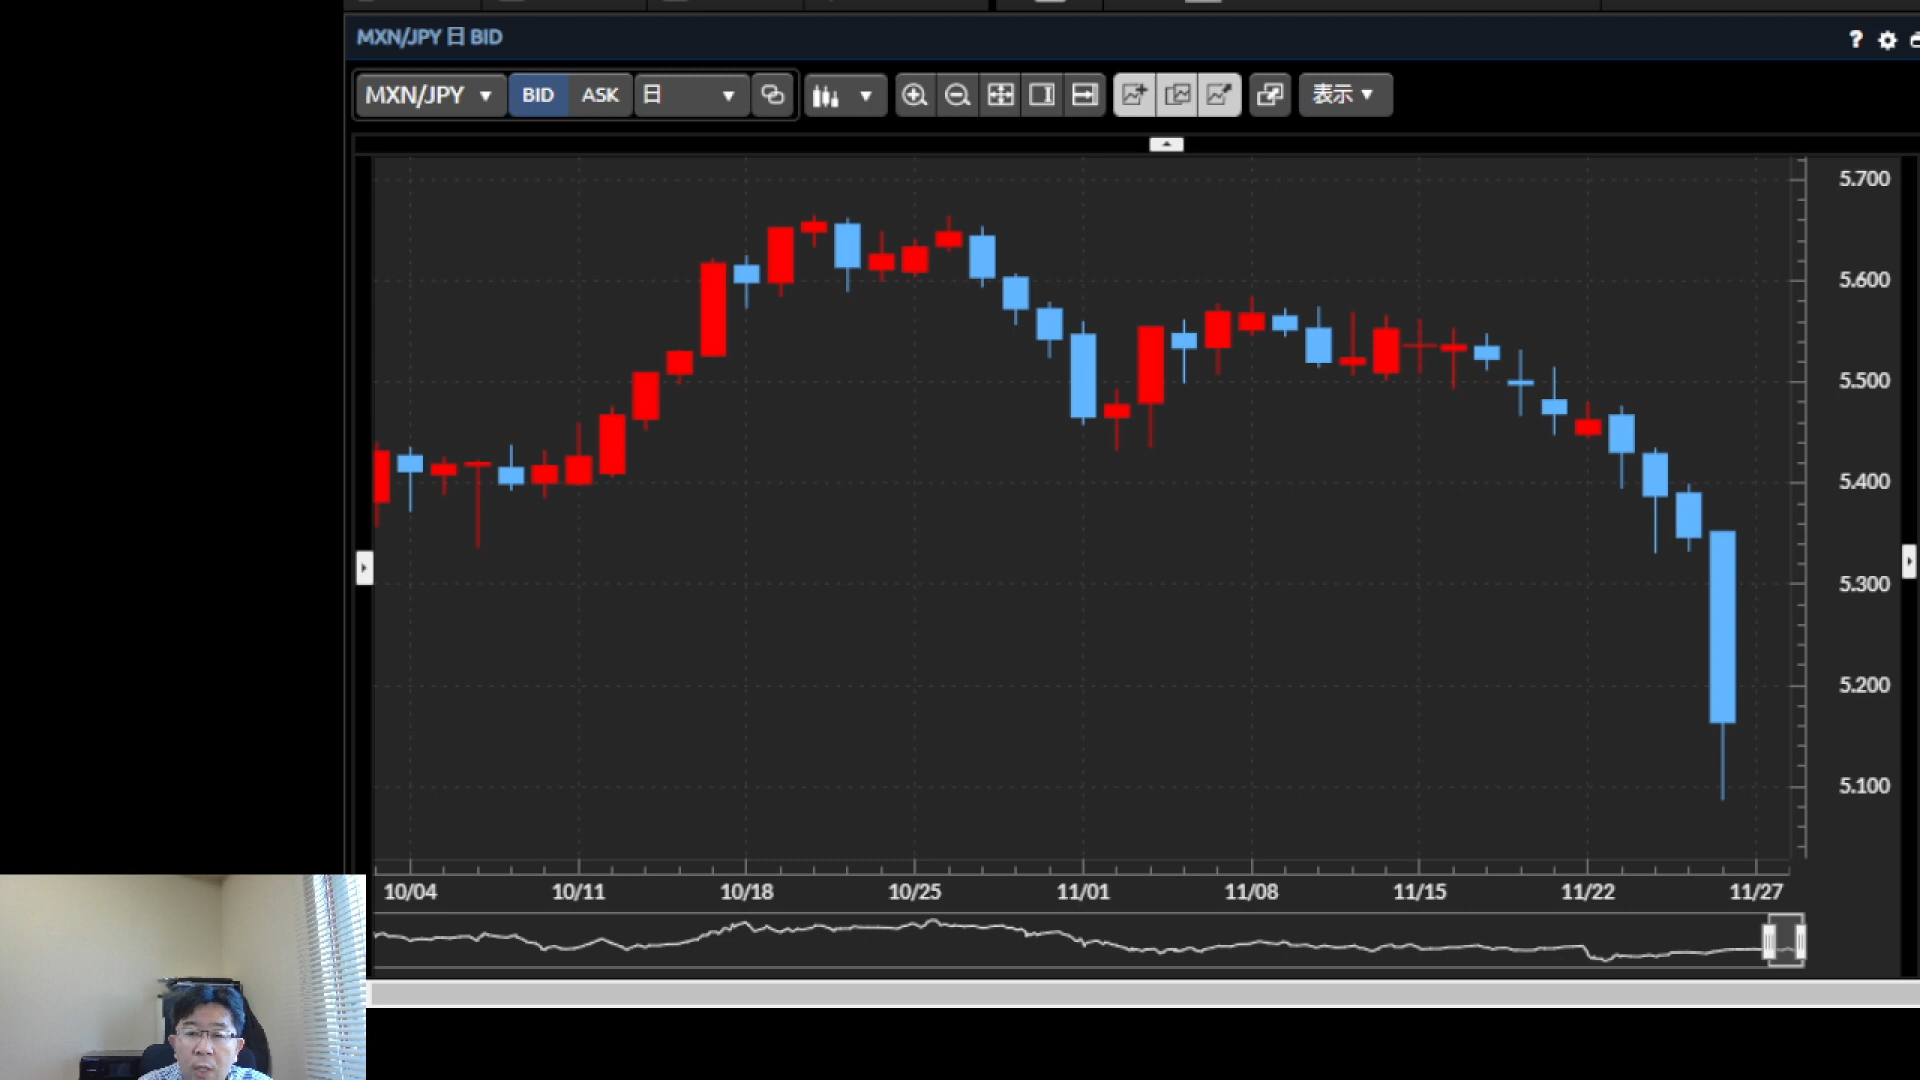 MXN/JPY 日 BID
?
MXN/JPY BID ASK 日 表示
5.700
5.600
5.500
5.400
5.300
5.200
5.100
10/04 10/11 10/18 10/25 11/01 11/08 11/15 11/22 11/27